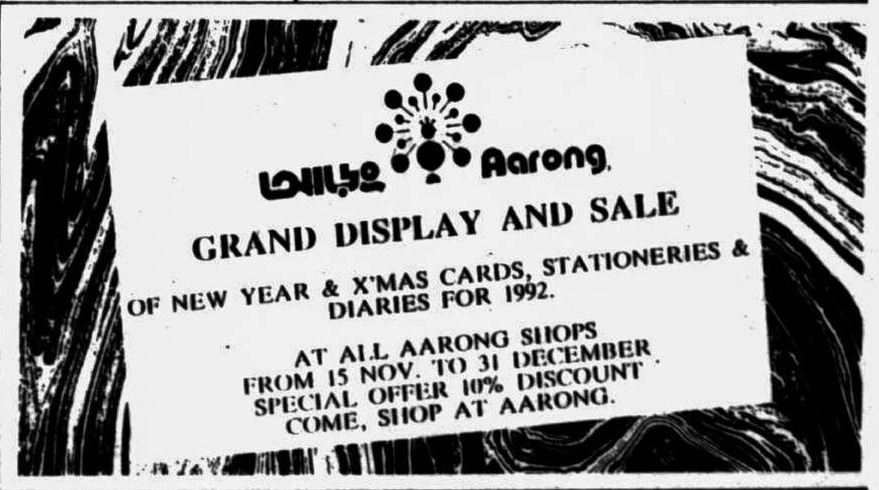 Aarong
GRAND DISPLAY AND SALE
OF NEW YEAR & X'MAS CARDS, STATIONERIES &
DIARIES FOR 1992.
AT ALL AARONG SHOPS
FROM 15 NOV. TO 31 DECEMBER
SPECIAL OFFER 10% DISCOUNT
COME, SHOP AT AARONG.